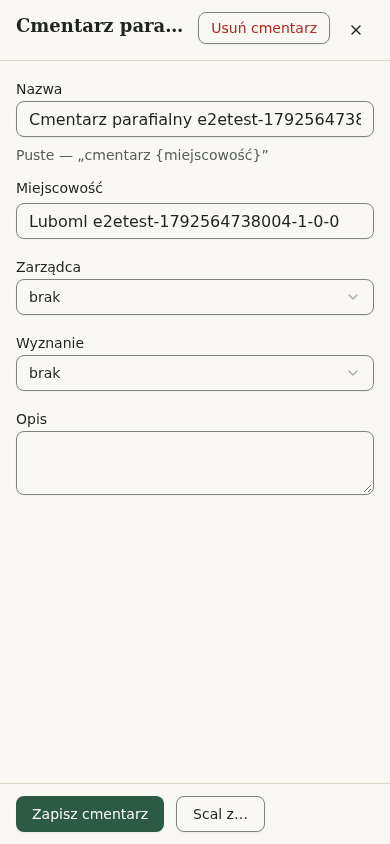 Cmentarz para...
Usuń cmentarz
×
Nazwa
Cmentarz parafialny e2etest-1792564738
Puste — „cmentarz {miejscowość}”
Miejscowość
Luboml e2etest-1792564738004-1-0-0
Zarządca
brak
Wyznanie
brak
Opis
Zapisz cmentarz
Scal z...